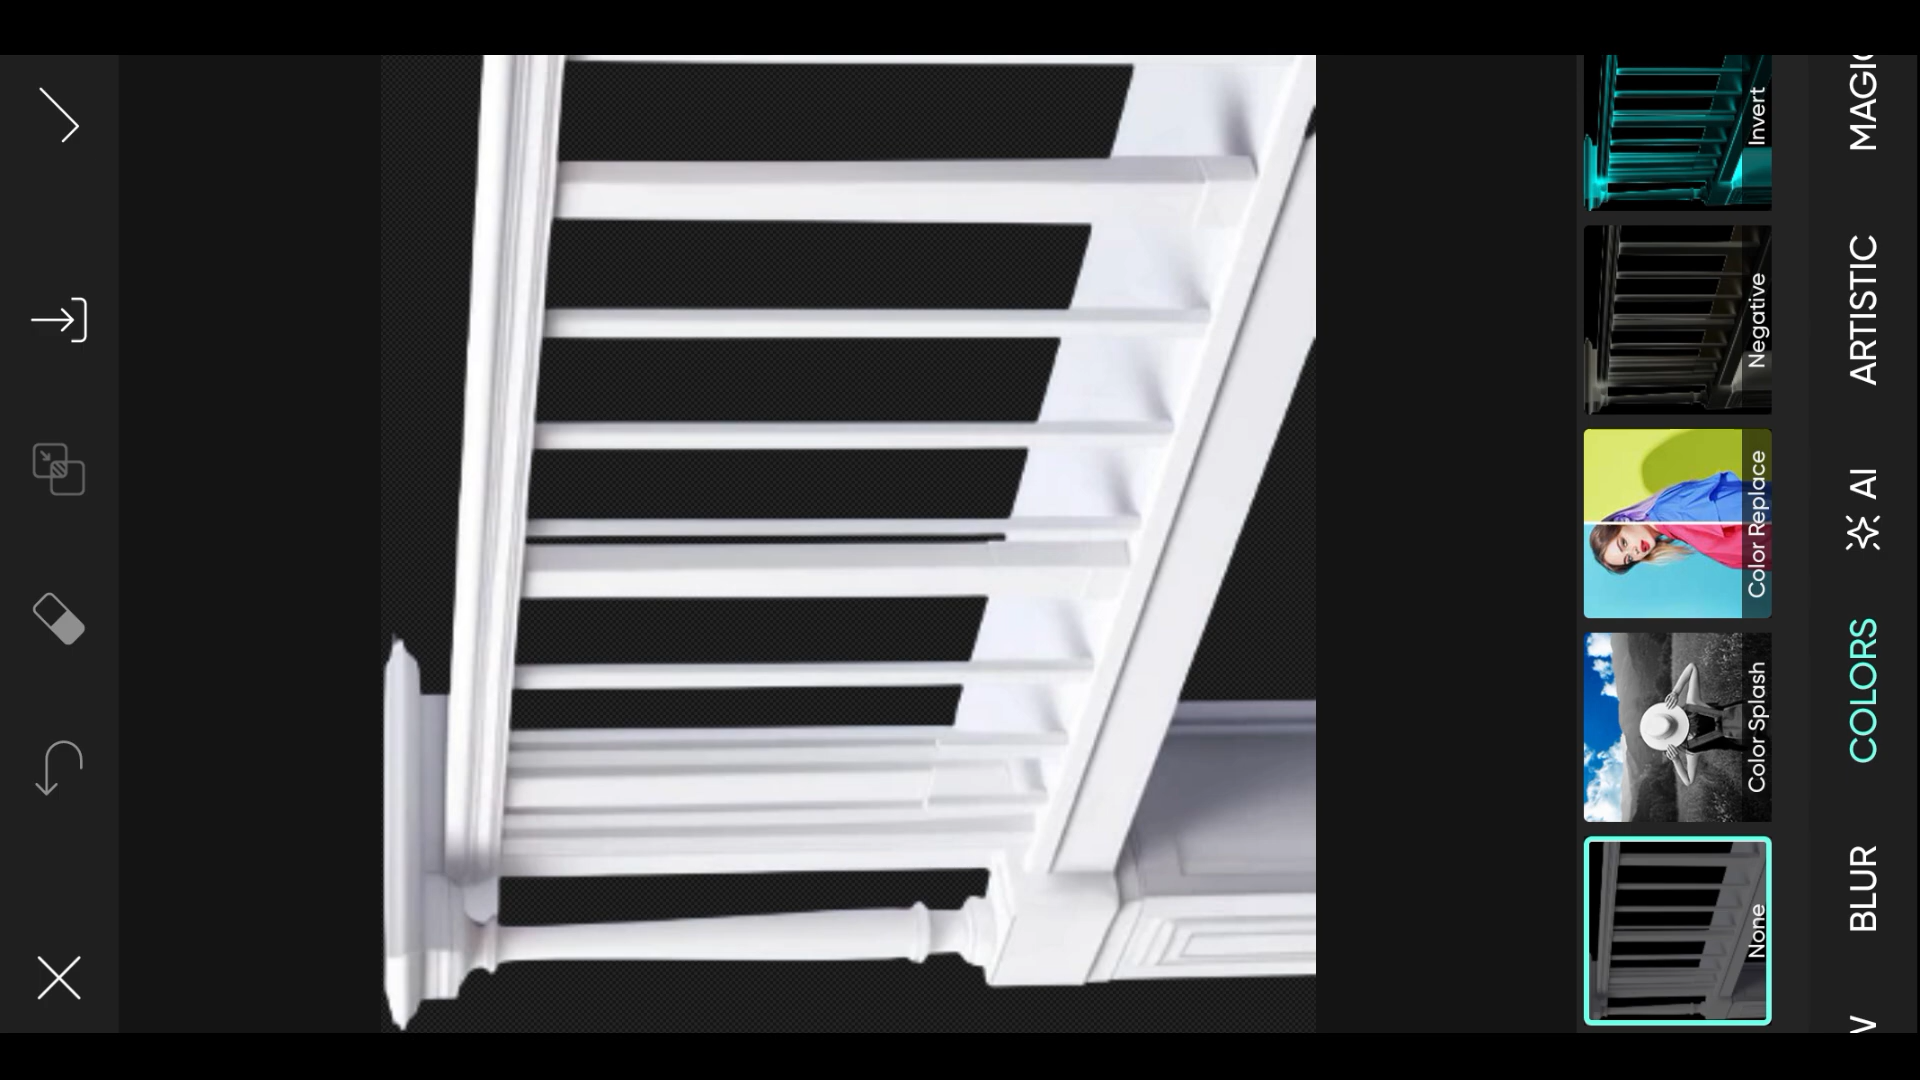 None
Color Splash
Color Replace
Negative
Invert
BLUR
COLORS
AI
ARTISTIC